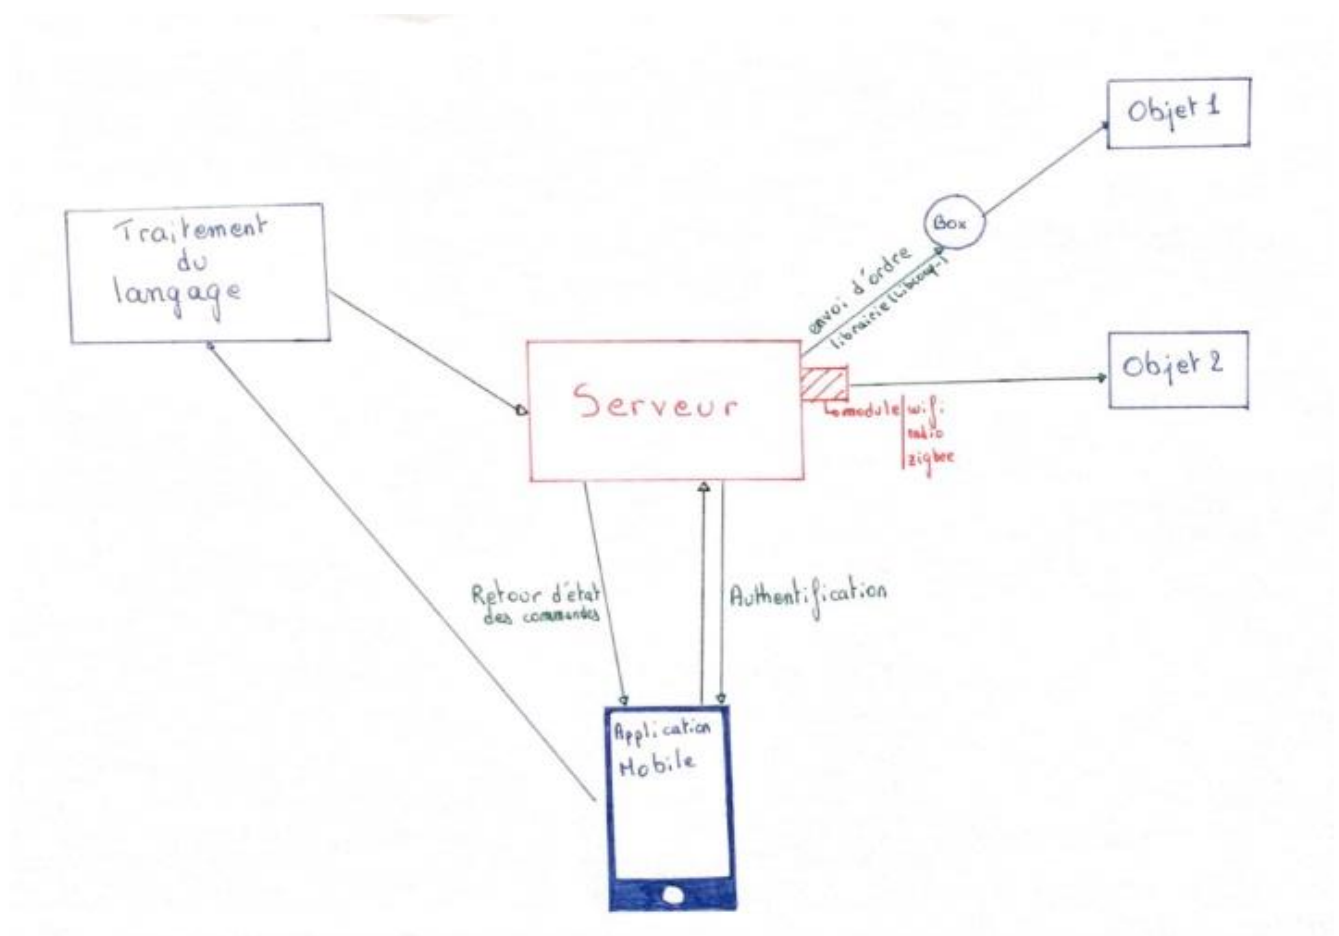 Objet 1
Box
Traitement
du
langage
envoi d'ordre
librairie
Objet 2
Serveur
module
wifi
radio
zigbee
Retour d'état
des commandes
Authentification
Application
Mobile